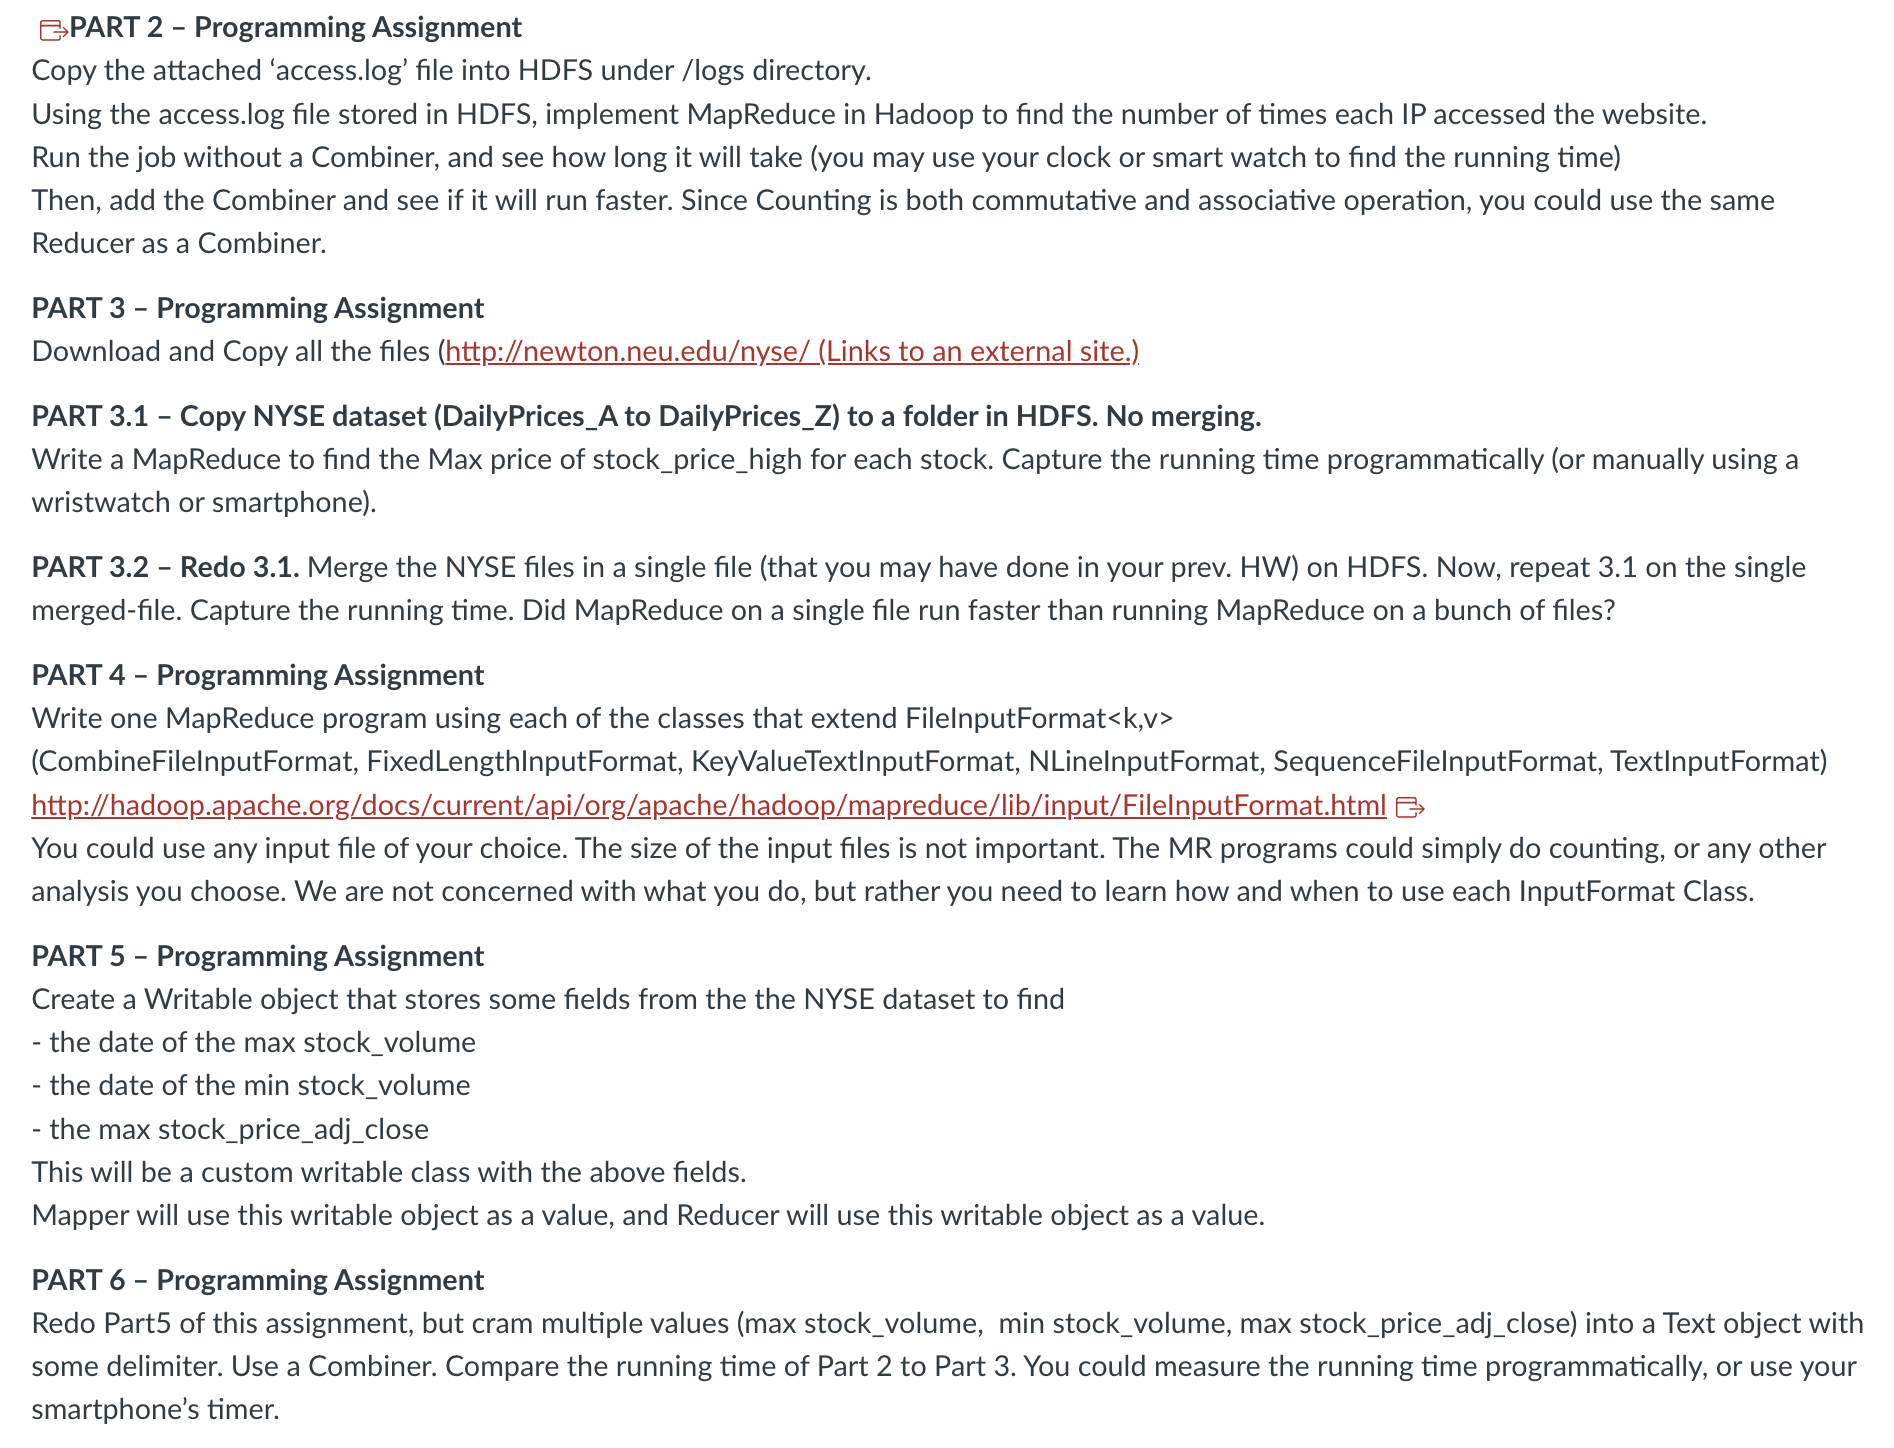 PART 2 – Programming Assignment
Copy the attached ‘access.log’ file into HDFS under /logs directory.
Using the access.log file stored in HDFS, implement MapReduce in Hadoop to find the number of times each IP accessed the website.
Run the job without a Combiner, and see how long it will take (you may use your clock or smart watch to find the running time)
Then, add the Combiner and see if it will run faster. Since Counting is both commutative and associative operation, you could use the same
Reducer as a Combiner.
PART 3 – Programming Assignment
Download and Copy all the files (http://newton.neu.edu/nyse/ (Links to an external site.)
PART 3.1 – Copy NYSE dataset (DailyPrices_A to DailyPrices_Z) to a folder in HDFS. No merging.
Write a MapReduce to find the Max price of stock_price_high for each stock. Capture the running time programmatically (or manually using a
wristwatch or smartphone).
PART 3.2 – Redo 3.1. Merge the NYSE files in a single file (that you may have done in your prev. HW) on HDFS. Now, repeat 3.1 on the single
merged-file. Capture the running time. Did MapReduce on a single file run faster than running MapReduce on a bunch of files?
PART 4 – Programming Assignment
Write one MapReduce program using each of the classes that extend FileInputFormat<k,v>
(CombineFileInputFormat, FixedLengthInputFormat, KeyValueTextInputFormat, NLineInputFormat, SequenceFileInputFormat, TextInputFormat)
http://hadoop.apache.org/docs/current/api/org/apache/hadoop/mapreduce/lib/input/FileInputFormat.html
You could use any input file of your choice. The size of the input files is not important. The MR programs could simply do counting, or any other
analysis you choose. We are not concerned with what you do, but rather you need to learn how and when to use each InputFormat Class.
PART 5 – Programming Assignment
Create a Writable object that stores some fields from the the NYSE dataset to find
- the date of the max stock_volume
- the date of the min stock_volume
- the max stock_price_adj_close
This will be a custom writable class with the above fields.
Mapper will use this writable object as a value, and Reducer will use this writable object as a value.
PART 6 – Programming Assignment
Redo Part5 of this assignment, but cram multiple values (max stock_volume,  min stock_volume, max stock_price_adj_close) into a Text object with
some delimiter. Use a Combiner. Compare the running time of Part 2 to Part 3. You could measure the running time programmatically, or use your
smartphone’s timer.